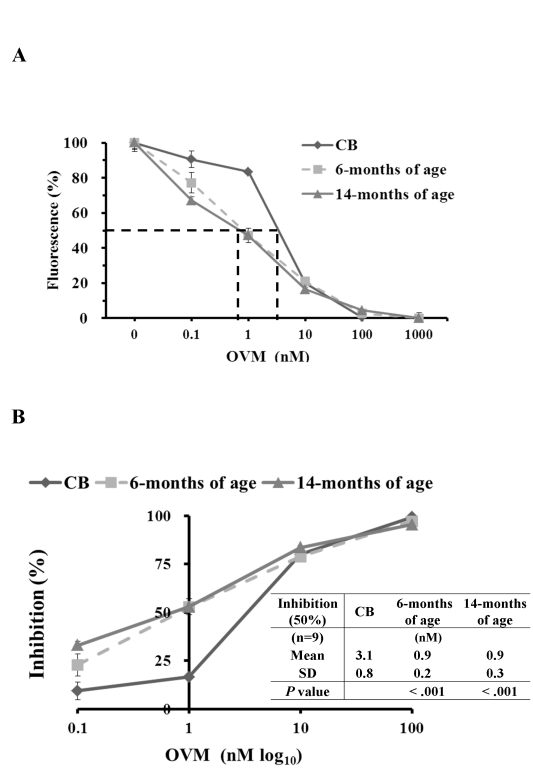 A
100
80
60
40
20
0
Fluorescence (%)
CB
6-months of age
14-months of age
0 0.1 1 10 100 1000
OVM (nM)
B
CB 6-months of age 14-months of age
100
75
50
25
0
Inhibition (%)
Inhibition (50%) CB 6-months of age 14-months of age
(n=9) (nM)
Mean 3.1 0.9 0.9
SD 0.8 0.2 0.3
P value < .001 < .001
0.1 1 10 100
OVM (nM log10)